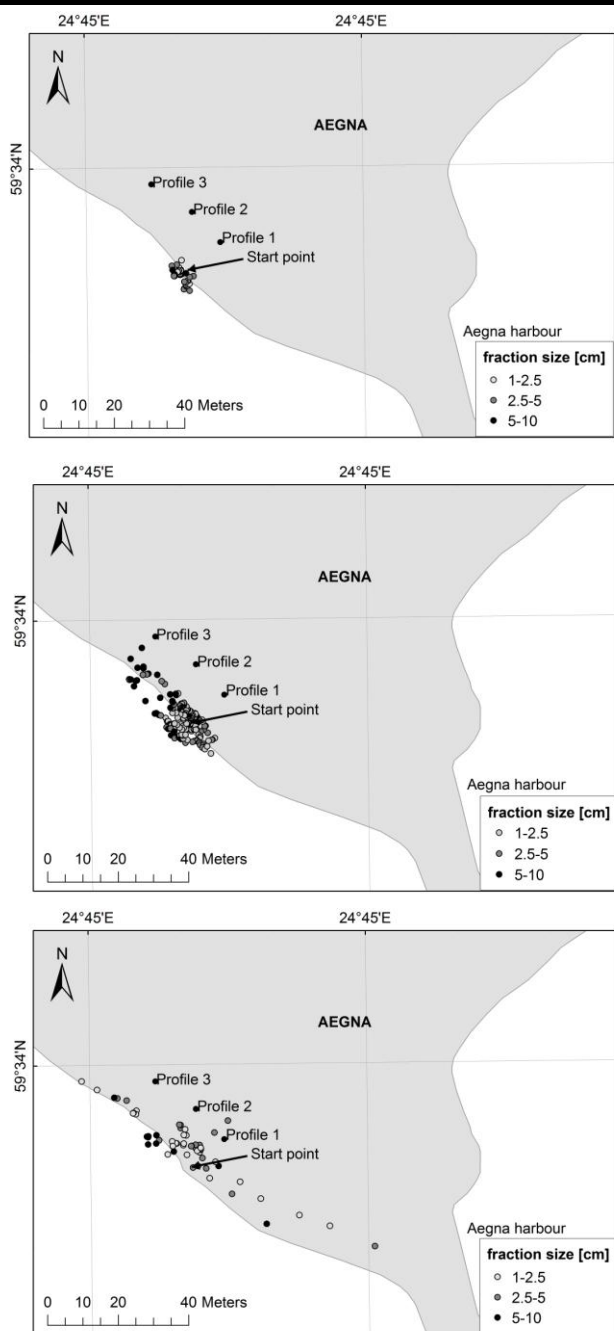 24°45'E 24°45'E
N
AEGNA
59°34'N
Profile 3
Profile 2
Profile 1
Start point
Aegna harbour
fraction size [cm]
1-2.5
2.5-5
5-10
0 10 20 40 Meters
24°45'E 24°45'E
N
AEGNA
59°34'N
Profile 3
Profile 2
Profile 1
Start point
Aegna harbour
fraction size [cm]
1-2.5
2.5-5
5-10
0 10 20 40 Meters
24°45'E 24°45'E
N
AEGNA
59°34'N
Profile 3
Profile 2
Profile 1
Start point
Aegna harbour
fraction size [cm]
1-2.5
2.5-5
5-10
0 10 20 40 Meters